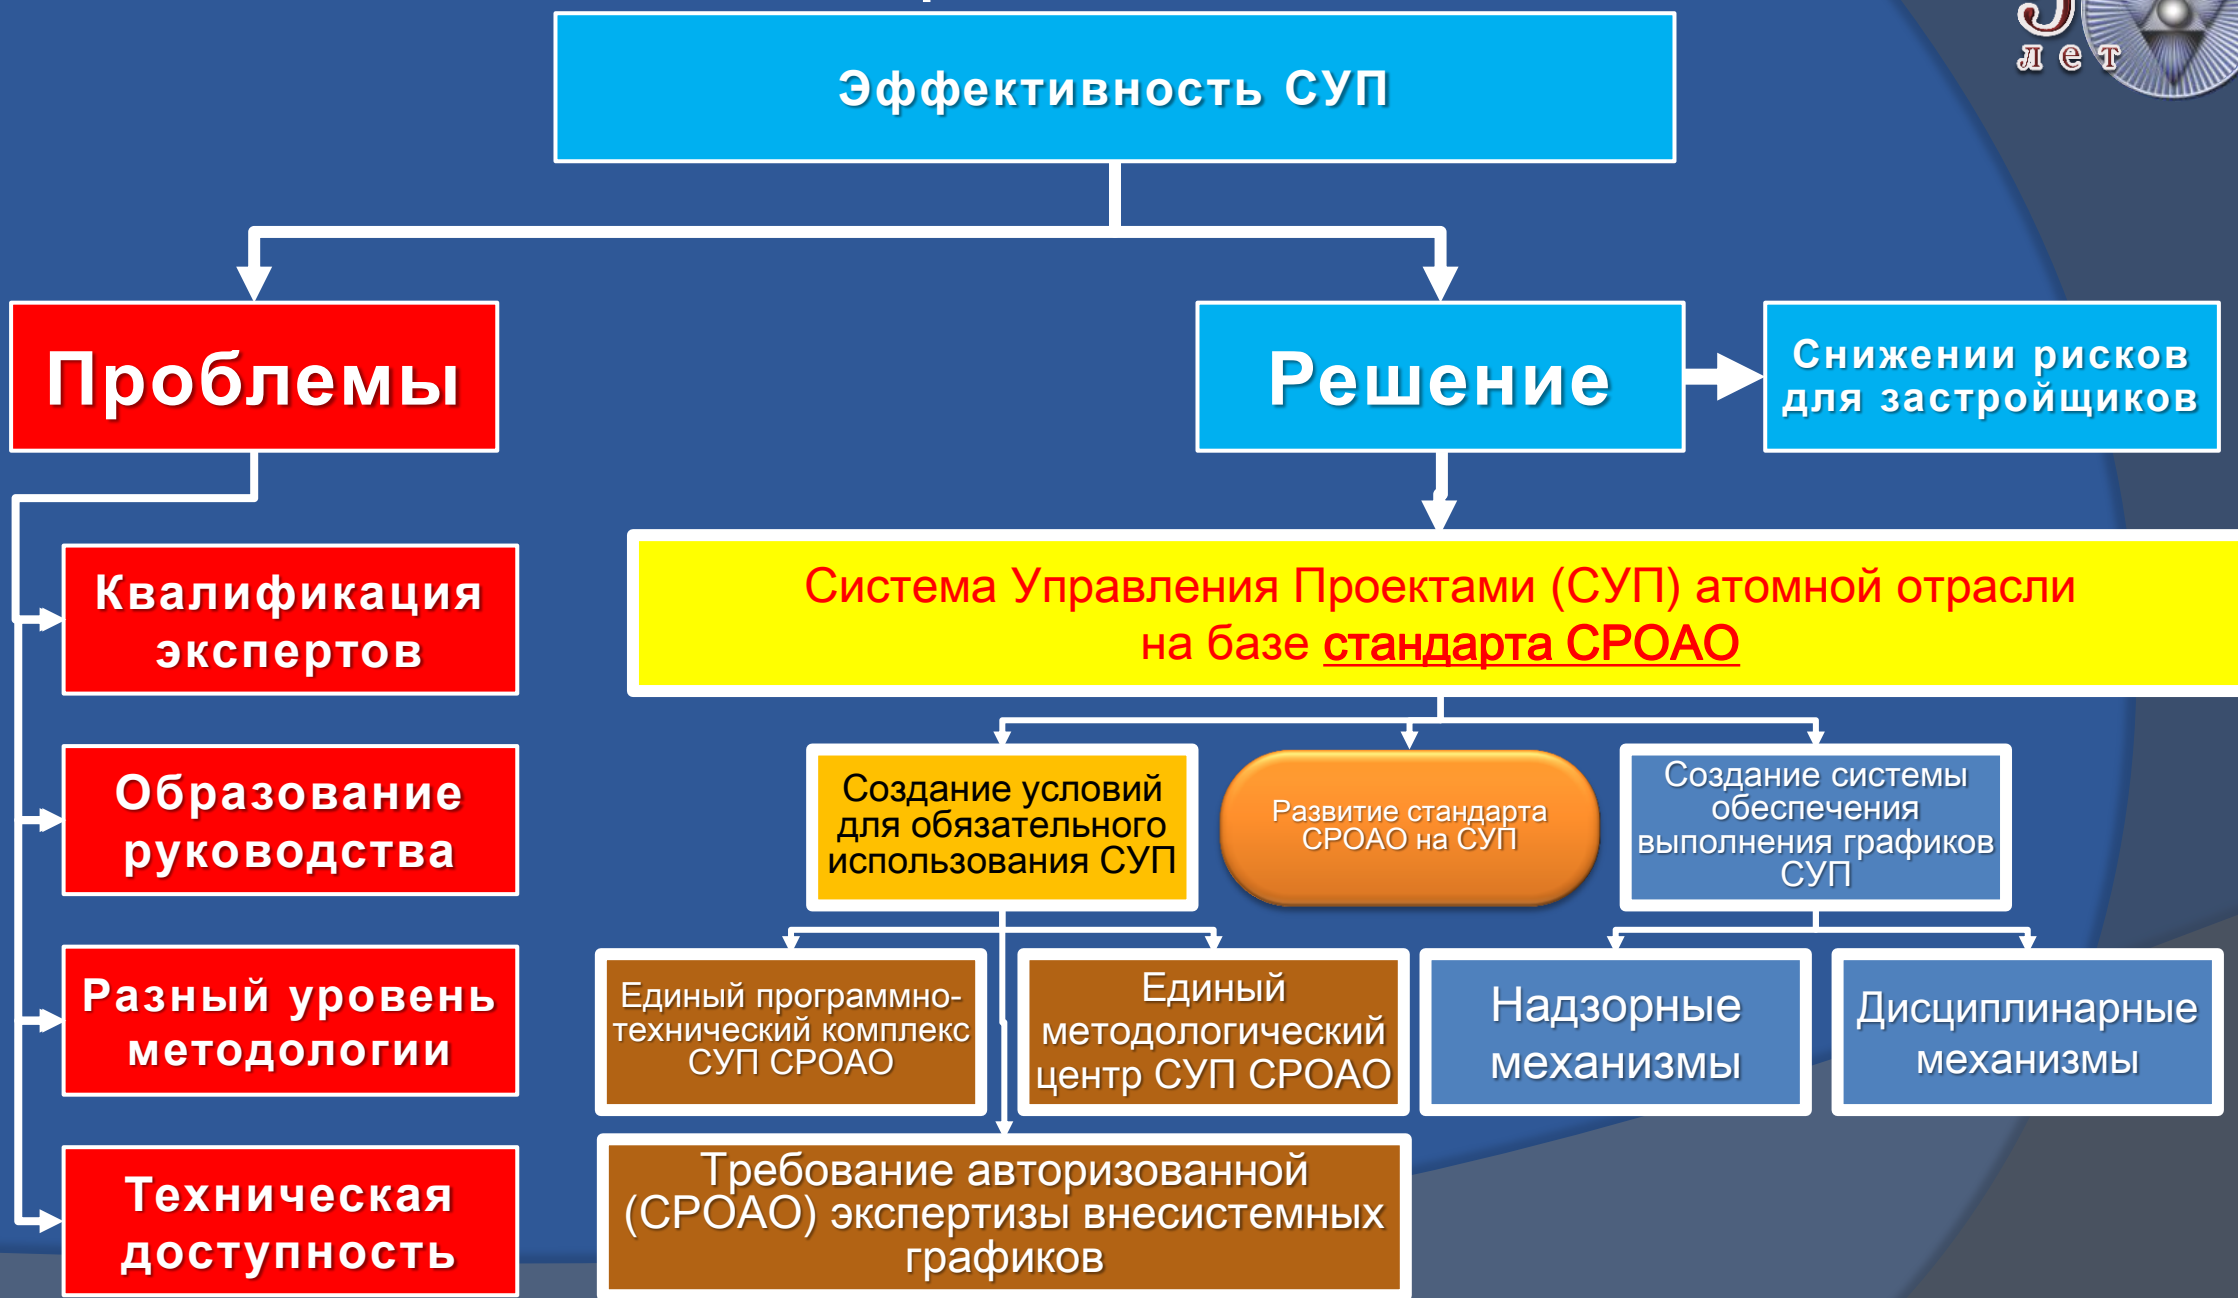 лет
Эффективность СУП
Проблемы
Решение
Снижении рисков
для застройщиков
Квалификация
экспертов
Образование
руководства
Разный уровень
методологии
Техническая
доступность
Система Управления Проектами (СУП) атомной отрасли
на базе стандарта СРОАО
Создание условий
для обязательного
использования СУП
Развитие стандарта
СРОАО на СУП
Создание системы
обеспечения
выполнения графиков
СУП
Единый программно-
технический комплекс
СУП СРОАО
Единый
методологический
центр СУП СРОАО
Надзорные
механизмы
Дисциплинарные
механизмы
Требование авторизованной
(СРОАО) экспертизы внесистемных
графиков